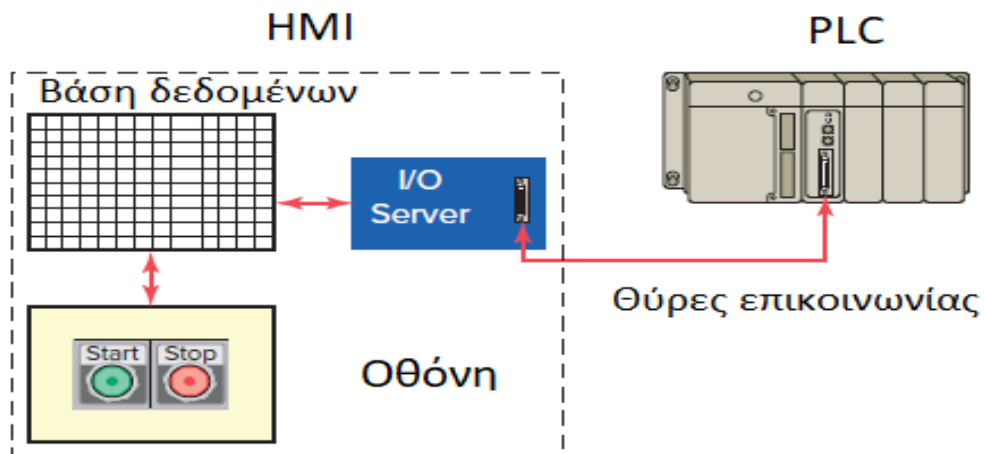 HMI
PLC
Βάση δεδομένων
I/O
Server
Θύρες επικοινωνίας
Start Stop
Οθόνη